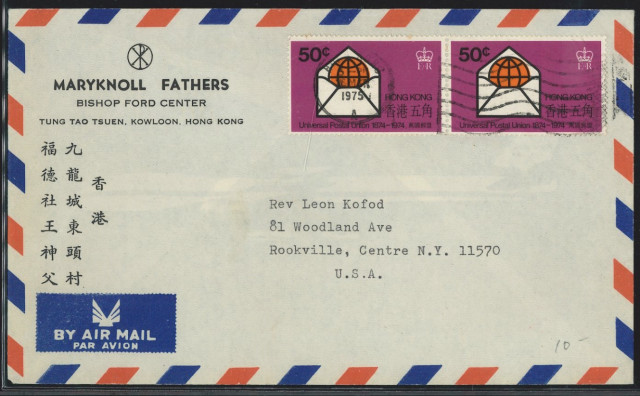 MARYKNOLL FATHERS
BISHOP FORD CENTER
TUNG TAO TSUEN, KOWLOON, HONG KONG
香港
九龍城東頭村
福德社王神父
BY AIR MAIL
PAR AVION
50¢
E R
1975
A
HONG KONG
香港五角
Universal Postal Union 1874-1974
50¢
E R
HONG KONG
香港五角
Universal Postal Union 1874-1974
Rev Leon Kofod
81 Woodland Ave
Rookville, Centre N.Y. 11570
U.S.A.
10-